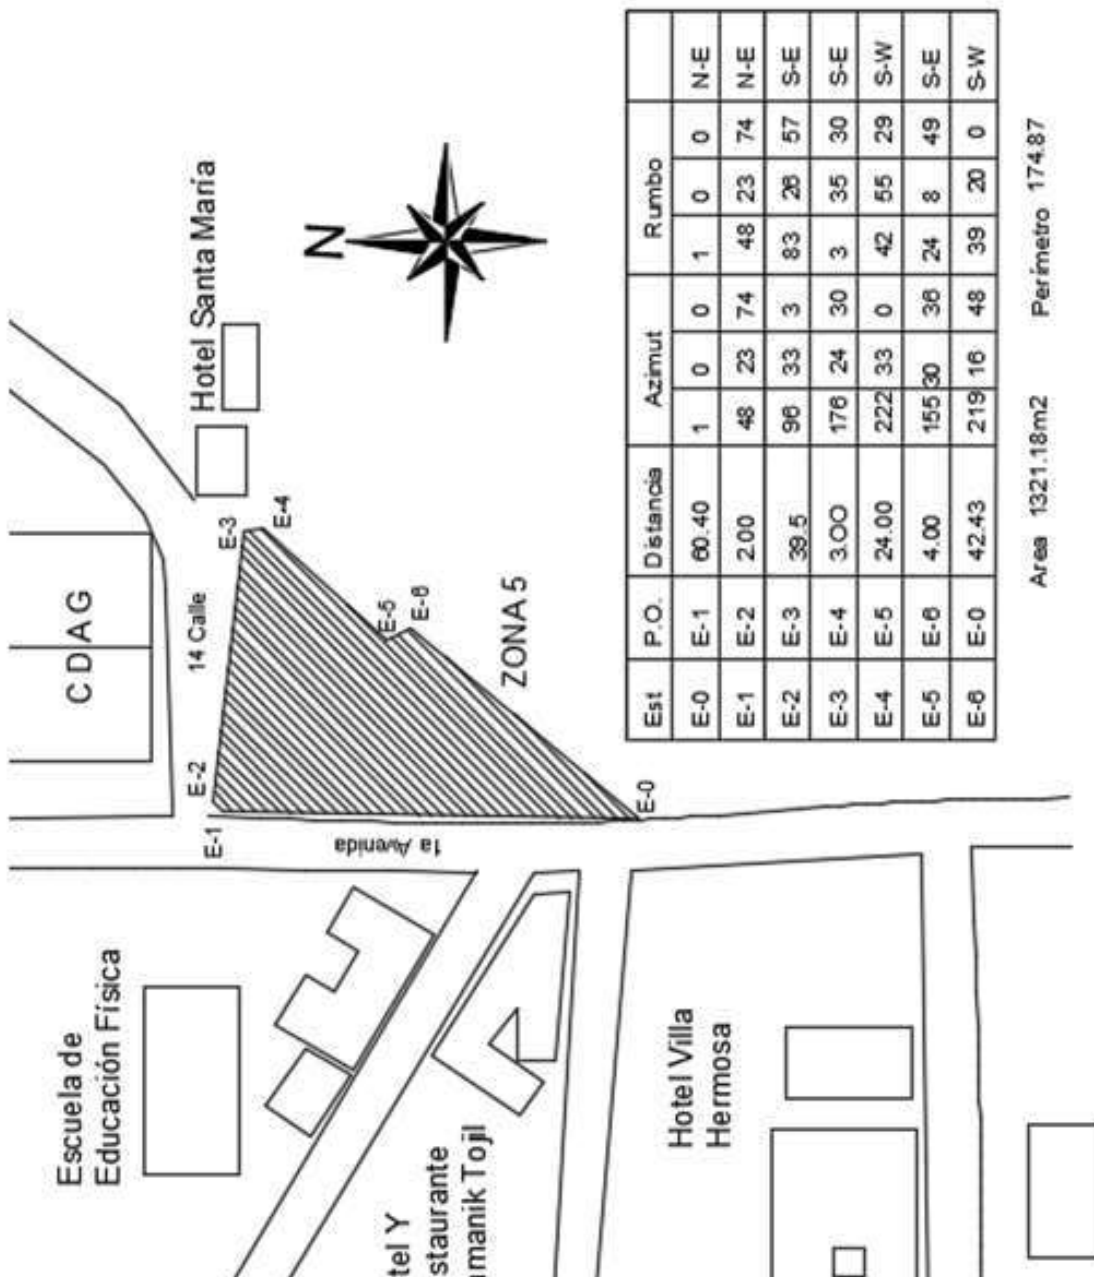 Escuela de
Educación Física
C D A G
14 Calle
Hotel Santa María
N
E-1
E-2
E-3
E-4
E-5
E-6
E-0
1a Avenida
ZONA 5
tel Y
staurante
manik Tojil
Hotel Villa
Hermosa
Est P.O. Distancia Azimut Rumbo
E-0 E-1 60.40 1 0 0 1 0 0 N-E
E-1 E-2 2.00 48 23 74 48 23 74 N-E
E-2 E-3 39.5 96 33 3 83 26 57 S-E
E-3 E-4 3.00 176 24 30 3 35 30 S-E
E-4 E-5 24.00 222 33 0 42 55 29 S-W
E-5 E-6 4.00 155 30 36 24 8 49 S-E
E-6 E-0 42.43 219 16 48 39 20 0 S-W
Area 1321.18m2 Perímetro 174.87